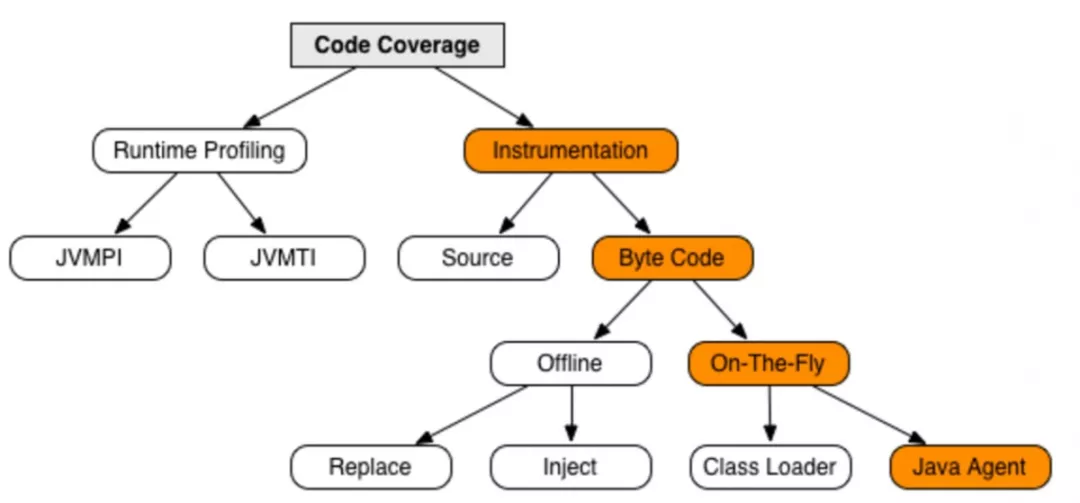 Code Coverage
Runtime Profiling
Instrumentation
JVMPI
JVMTI
Source
Byte Code
Offline
On-The-Fly
Replace
Inject
Class Loader
Java Agent